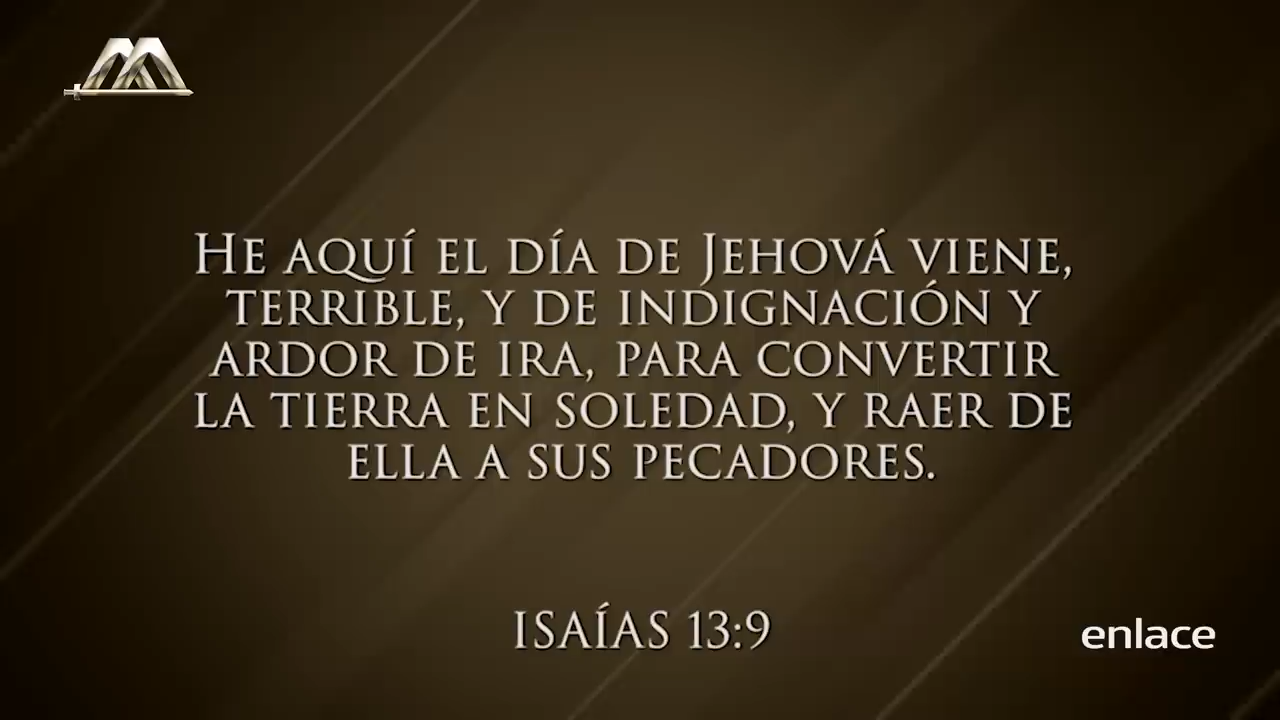 He aquí el día de Jehová viene,
terrible, y de indignación y
ardor de ira, para convertir
la tierra en soledad, y raer de
ella a sus pecadores.
Isaías 13:9
enlace